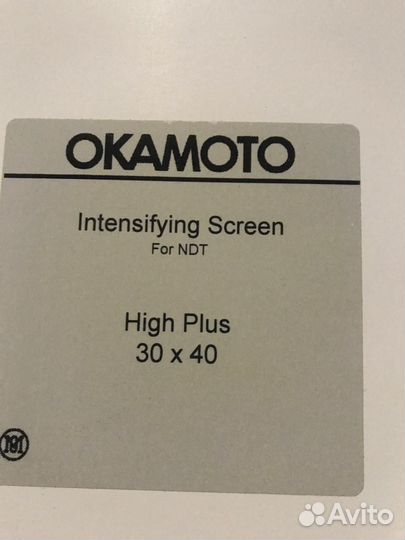 OKAMOTO
Intensifying Screen
For NDT
High Plus
30 x 40
Avito